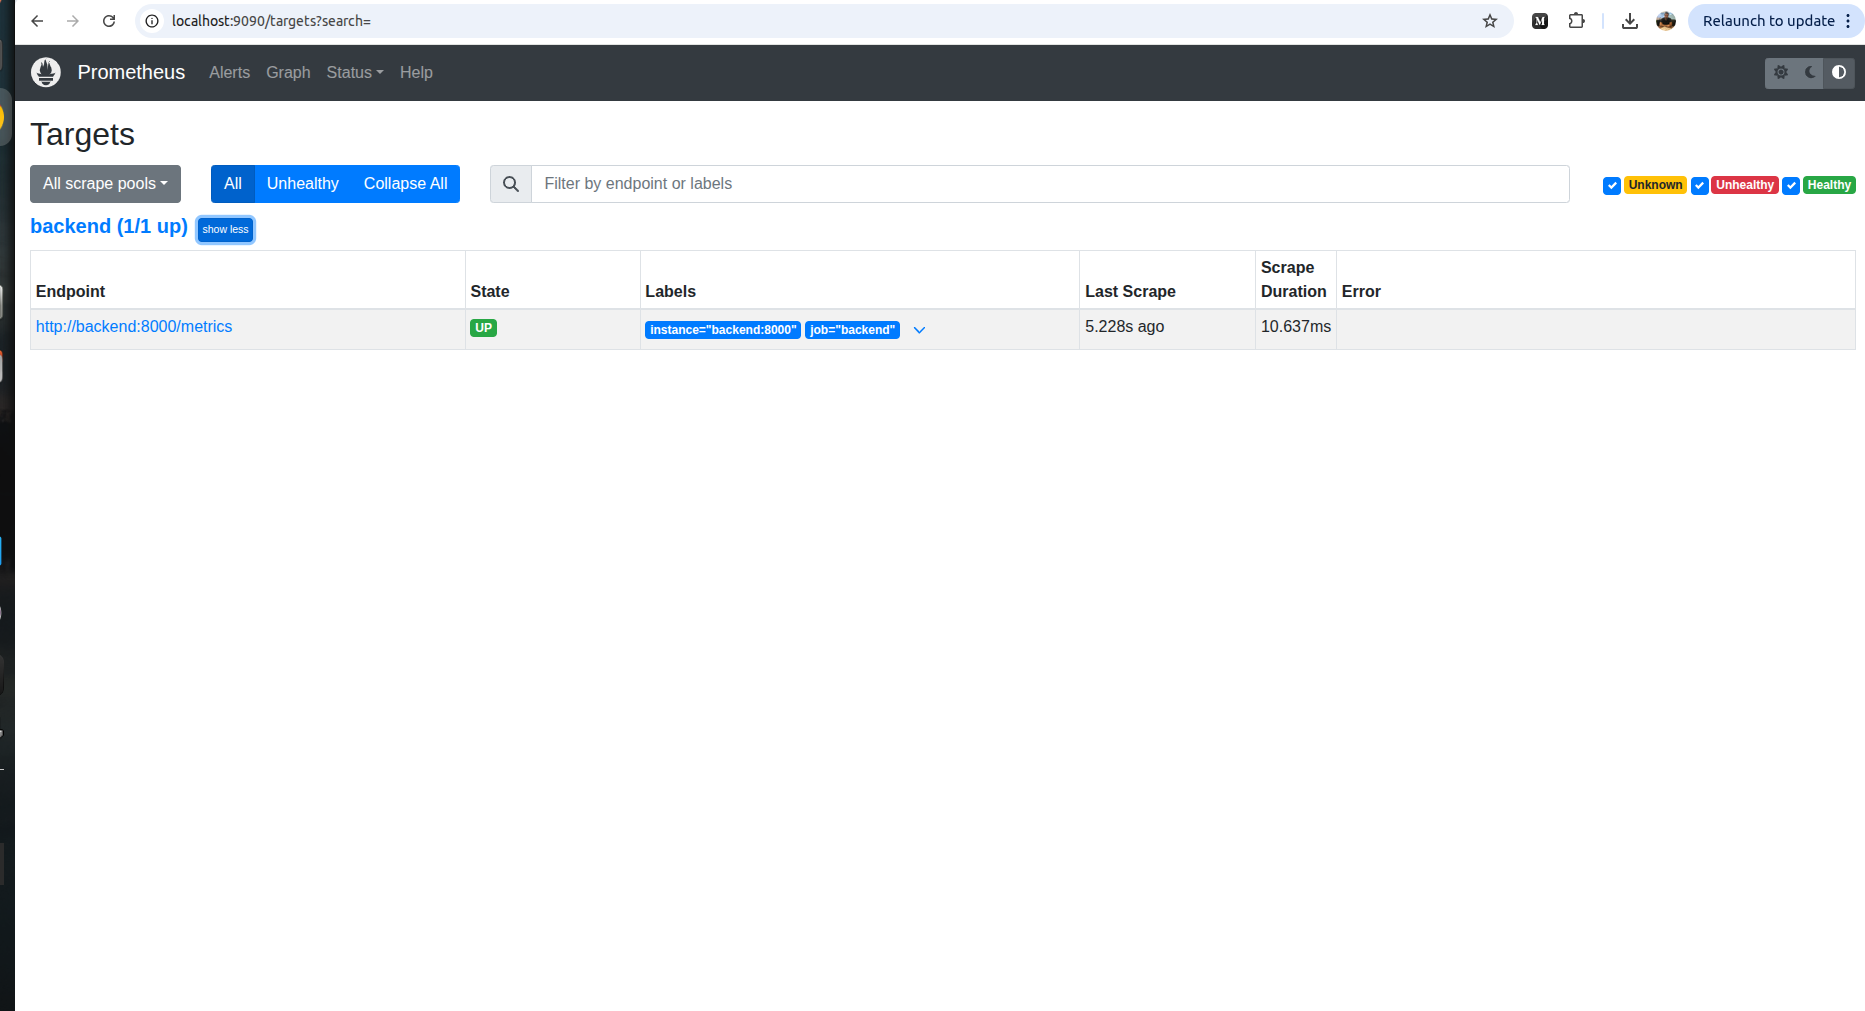 localhost:9090/targets?search=
M
Relaunch to update
Prometheus Alerts Graph Status Help
Targets
All scrape pools All Unhealthy Collapse All Filter by endpoint or labels Unknown Unhealthy Healthy
backend (1/1 up) show less
Endpoint State Labels Last Scrape Scrape Duration Error
http://backend:8000/metrics UP instance="backend:8000" job="backend" 5.228s ago 10.637ms